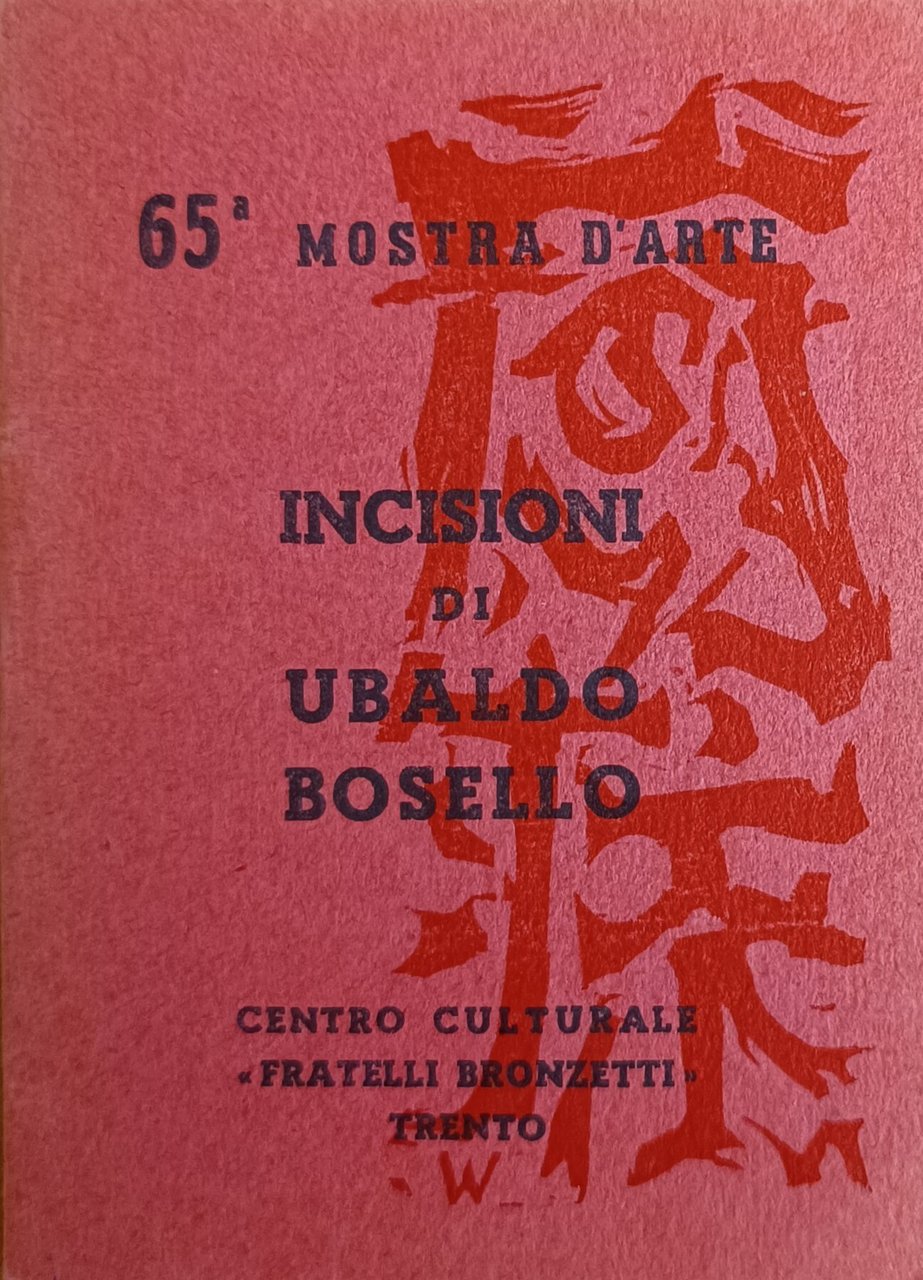 65ª MOSTRA D'ARTE
INCISIONI
DI
UBALDO
BOSELLO
CENTRO CULTURALE
«FRATELLI BRONZETTI»
TRENTO